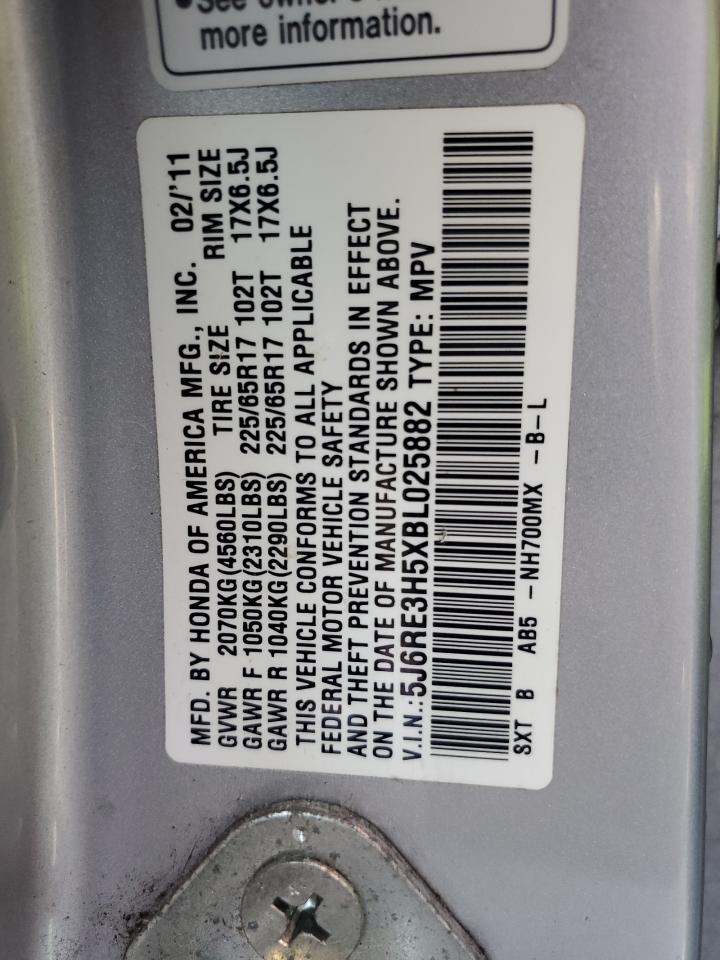 more information.
MFD. BY HONDA OF AMERICA MFG., INC. 02/'11
GVWR 2070KG(4560LBS) TIRE SIZE RIM SIZE
GAWR F 1050KG(2310LBS) 225/65R17 102T 17X6.5J
GAWR R 1040KG(2290LBS) 225/65R17 102T 17X6.5J
THIS VEHICLE CONFORMS TO ALL APPLICABLE
FEDERAL MOTOR VEHICLE SAFETY
AND THEFT PREVENTION STANDARDS IN EFFECT
ON THE DATE OF MANUFACTURE SHOWN ABOVE.
V.I.N.:5J6RE3H5XBL025882 TYPE: MPV
SXT B AB5 -NH700MX -B-L